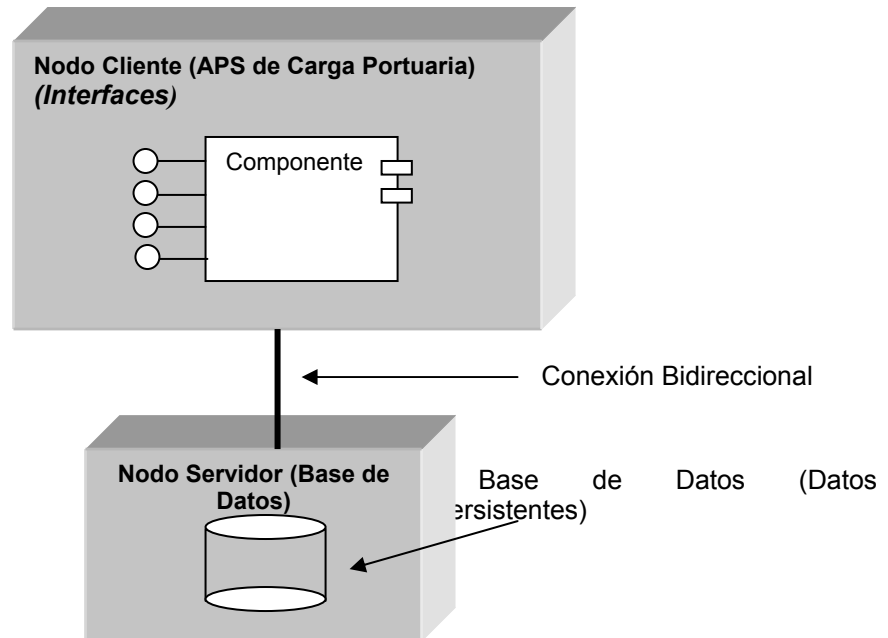 Nodo Cliente (APS de Carga Portuaria)
(Interfaces)
Componente
Conexión Bidireccional
Nodo Servidor (Base de
Datos)
Base de Datos (Datos
ersistentes)